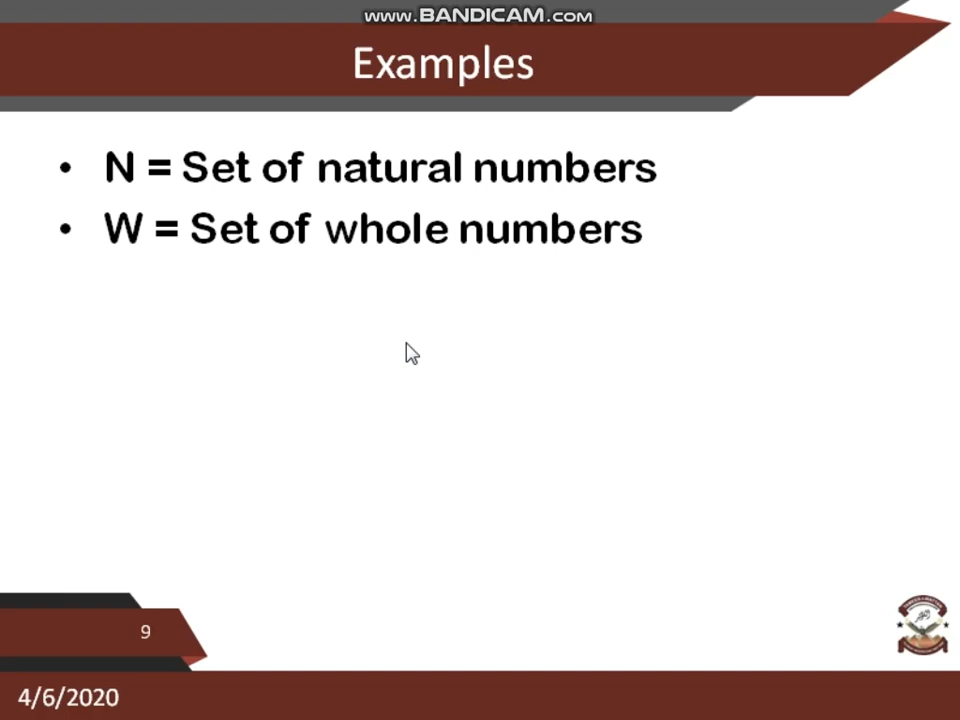 www.BANDICAM.com
Examples
• N = Set of natural numbers
• W = Set of whole numbers
9
4/6/2020